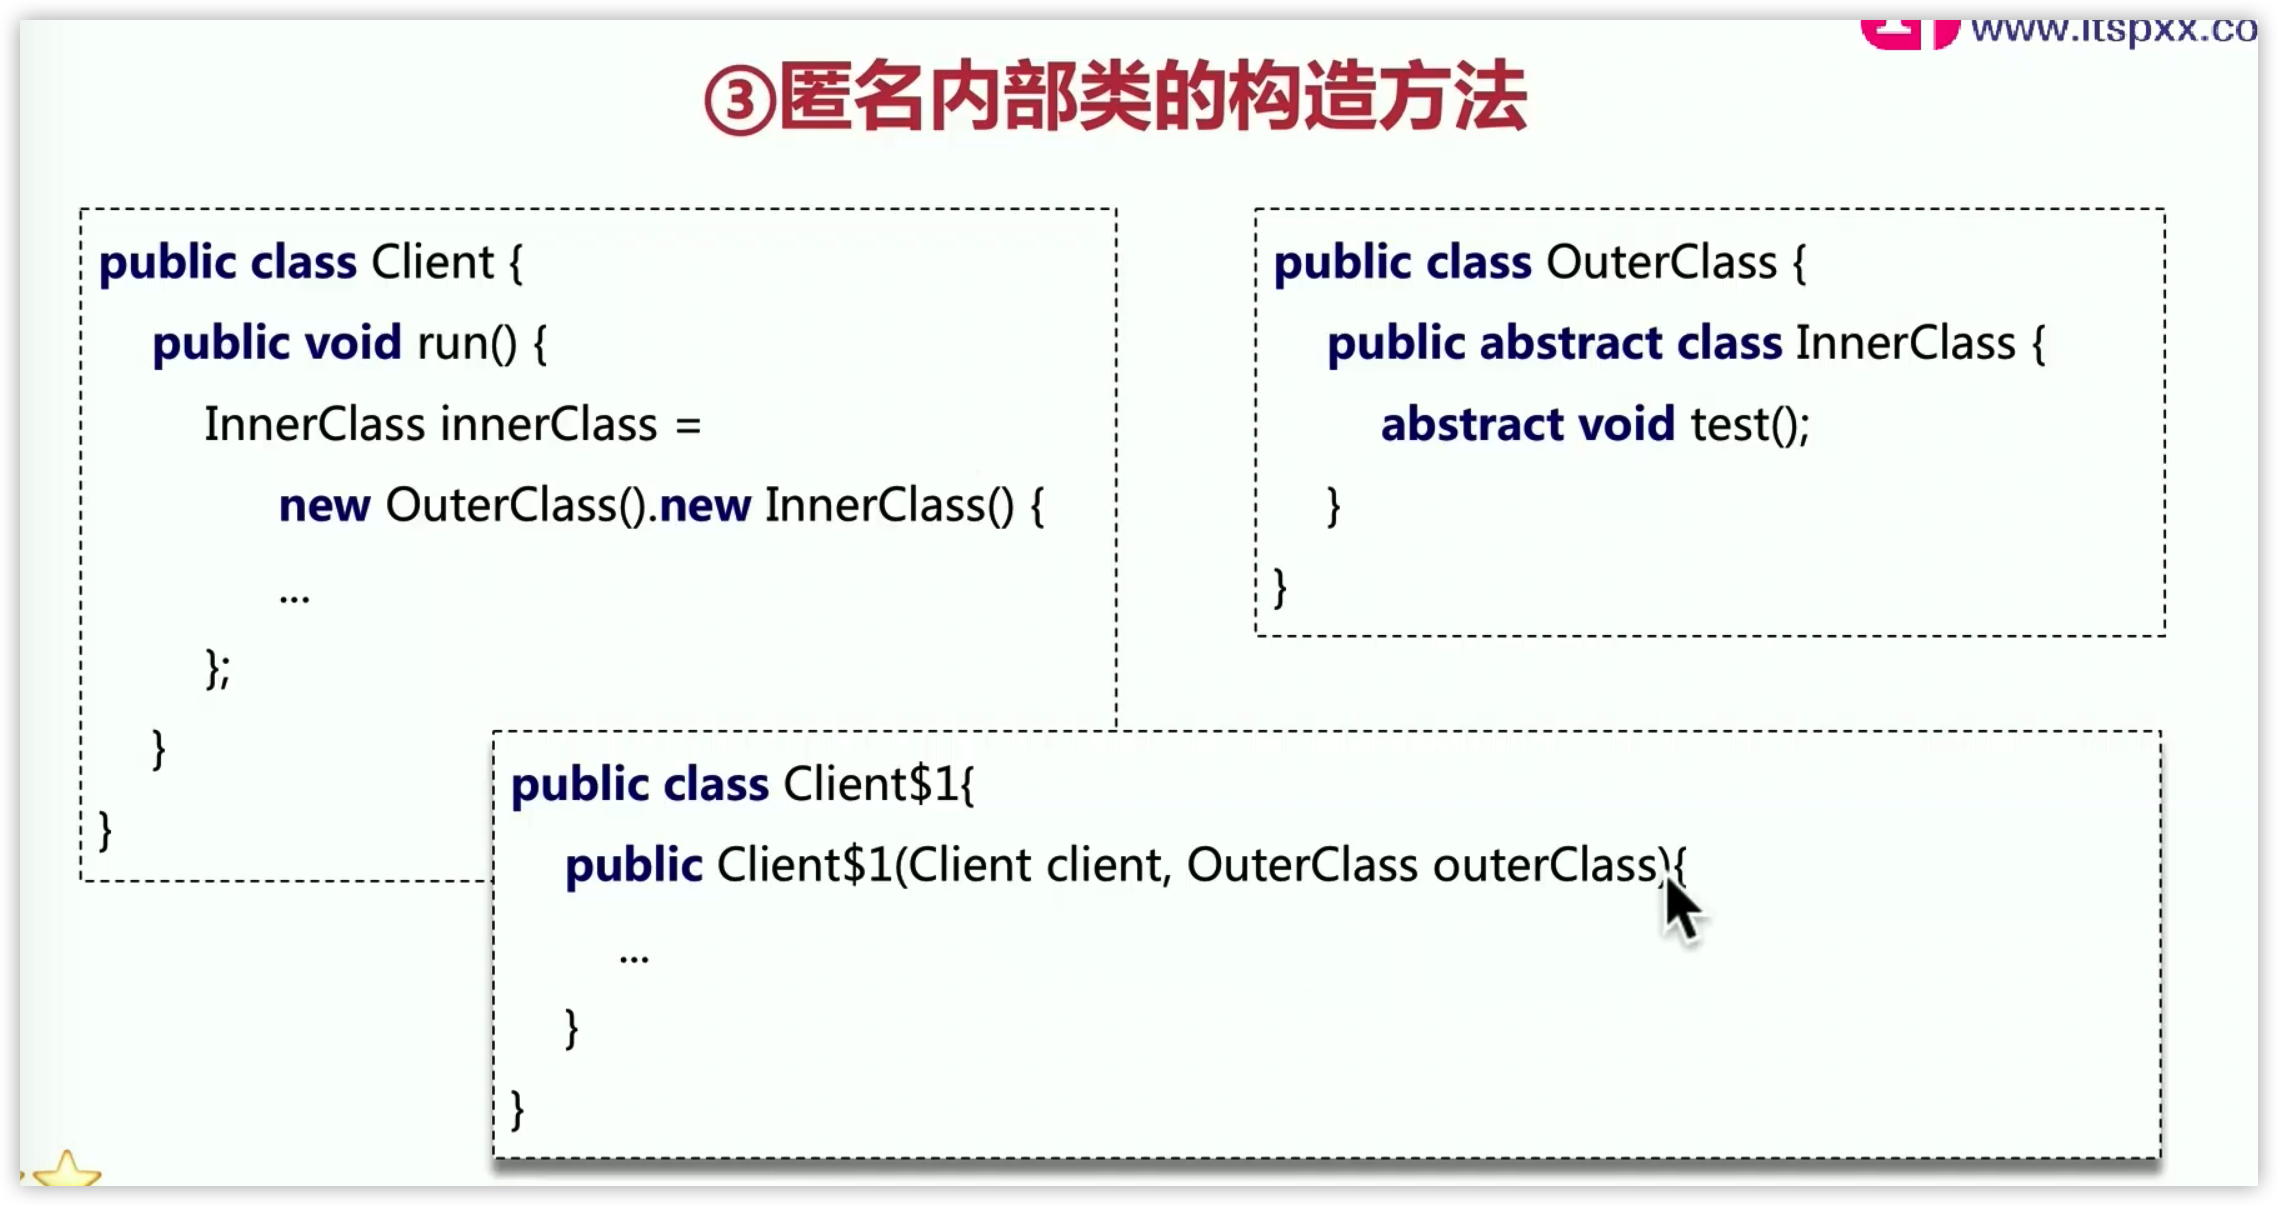 www.itspxx.co
③匿名内部类的构造方法
public class Client {
public void run() {
InnerClass innerClass =
new OuterClass().new InnerClass() {
...
};
}
}
public class OuterClass {
public abstract class InnerClass {
abstract void test();
}
}
public class Client$1{
public Client$1(Client client, OuterClass outerClass){
...
}
}